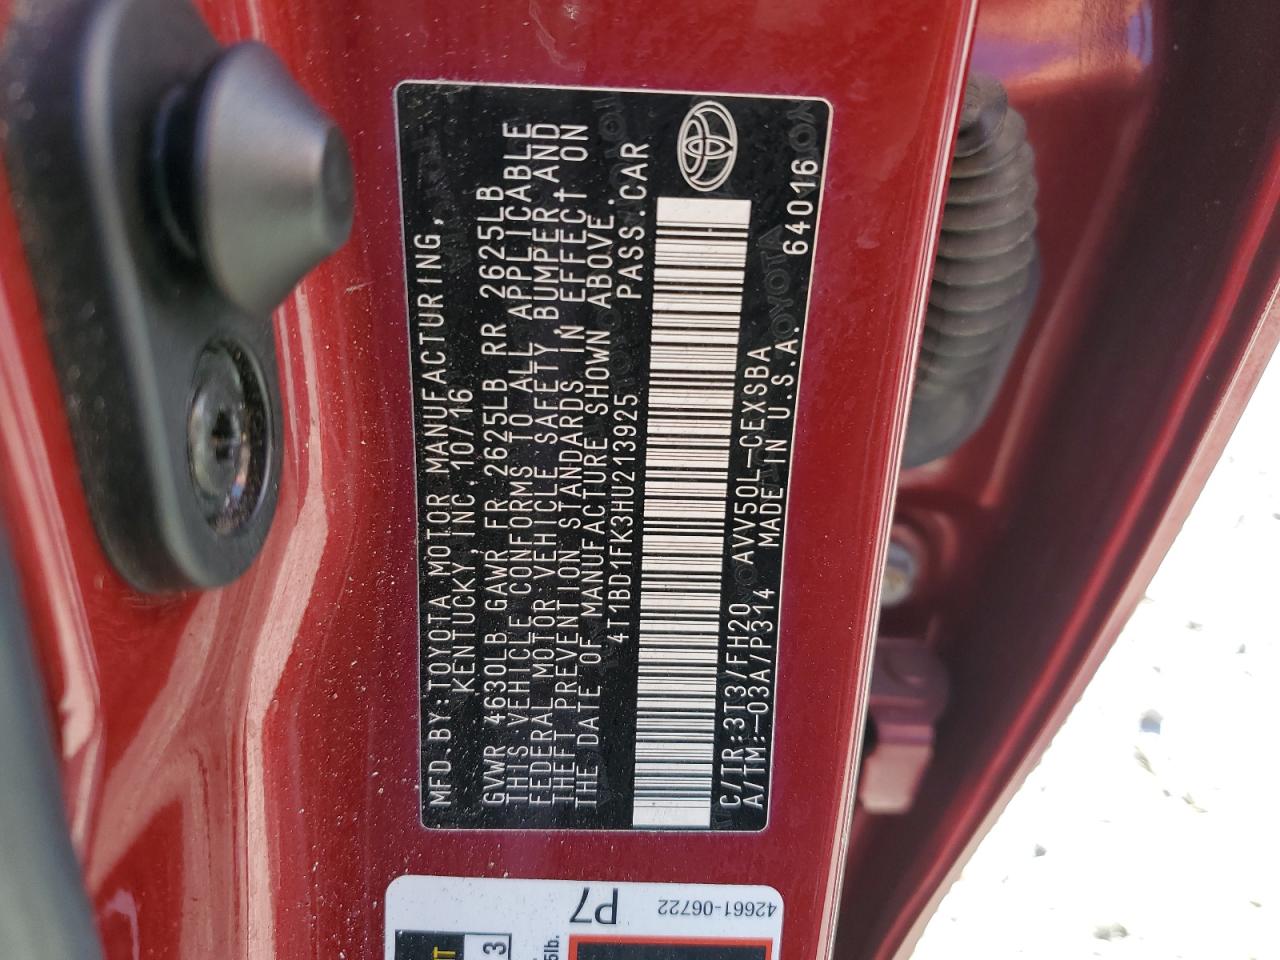 MFD.BY:TOYOTA MOTOR MANUFACTURING,
KENTUCKY,INC.10/16
GVWR 4630LB GAWR FR 2625LB RR 2625LB
THIS VEHICLE CONFORMS TO ALL APPLICABLE
FEDERAL MOTOR VEHICLE SAFETY,BUMPER,AND
THEFT PREVENTION STANDARDS IN EFFECT ON
THE DATE OF MANUFACTURE SHOWN ABOVE.
4T1BD1FK3HU213925 PASS.CAR
C/TR:3T3/FH20 AVV50L-CEXSBA
A/TM:-03A/P314 MADE IN U.S.A. 64016
P7
42661-06722
3